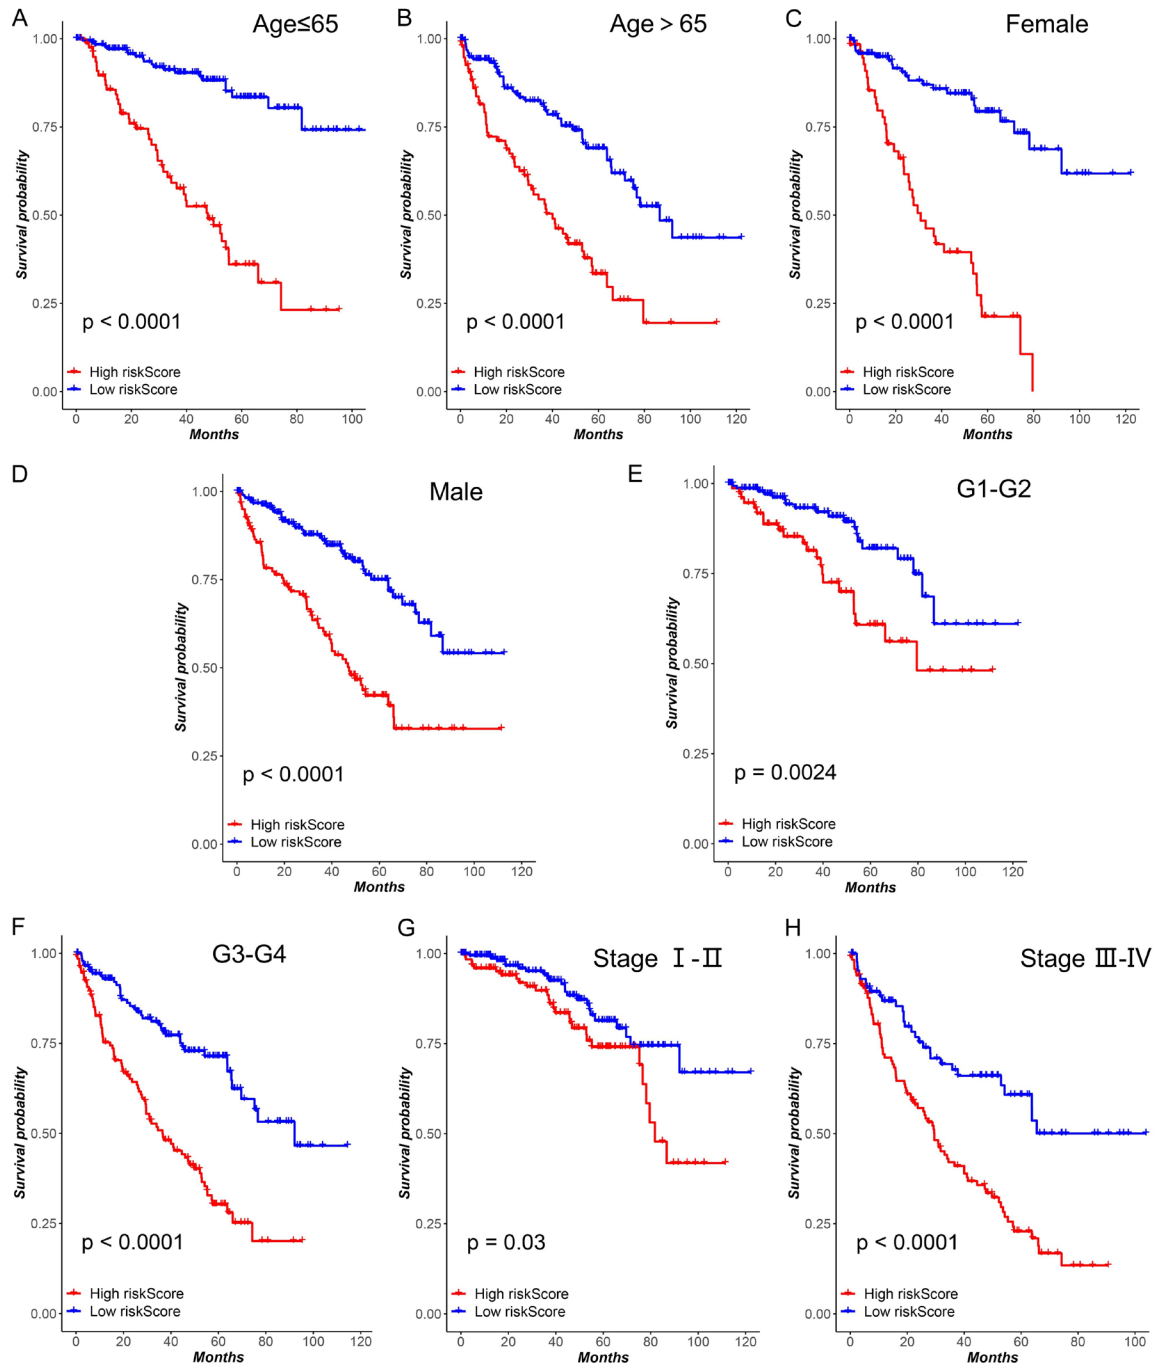 A
Age≤65
1.00
0.75
0.50
0.25
0.00
Survival probability
p < 0.0001
High riskScore
Low riskScore
0 20 40 60 80 100
Months
B
Age > 65
1.00
0.75
0.50
0.25
0.00
Survival probability
p < 0.0001
High riskScore
Low riskScore
0 20 40 60 80 100 120
Months
C
Female
1.00
0.75
0.50
0.25
0.00
Survival probability
p < 0.0001
High riskScore
Low riskScore
0 20 40 60 80 100 120
Months
D
Male
1.00
0.75
0.50
0.25
0.00
Survival probability
p < 0.0001
High riskScore
Low riskScore
0 20 40 60 80 100 120
Months
E
G1-G2
1.00
0.75
0.50
0.25
0.00
Survival probability
p = 0.0024
High riskScore
Low riskScore
0 20 40 60 80 100 120
Months
F
G3-G4
1.00
0.75
0.50
0.25
0.00
Survival probability
p < 0.0001
High riskScore
Low riskScore
0 20 40 60 80 100 120
Months
G
Stage Ⅰ-Ⅱ
1.00
0.75
0.50
0.25
0.00
Survival probability
p = 0.03
High riskScore
Low riskScore
0 20 40 60 80 100 120
Months
H
Stage Ⅲ-Ⅳ
1.00
0.75
0.50
0.25
0.00
Survival probability
p < 0.0001
High riskScore
Low riskScore
0 20 40 60 80 100
Months